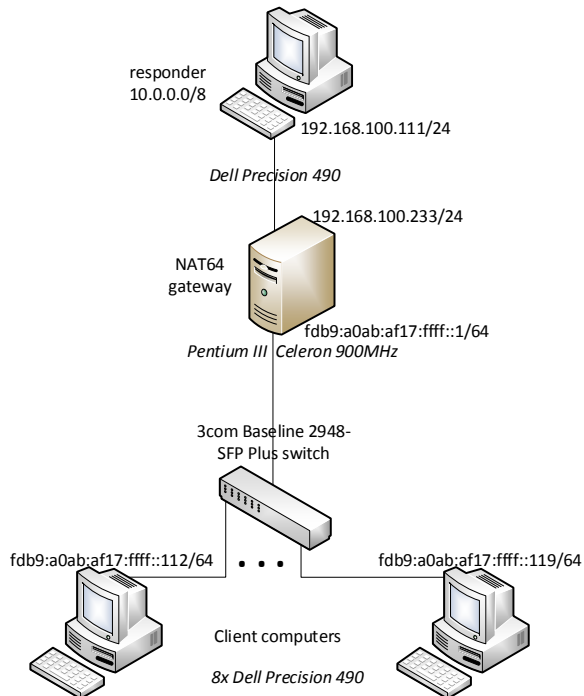 responder
10.0.0.0/8
192.168.100.111/24
Dell Precision 490
192.168.100.233/24
NAT64
gateway
fdb9:a0ab:af17:ffff::1/64
Pentium III Celeron 900MHz
3com Baseline 2948-
SFP Plus switch
fdb9:a0ab:af17:ffff::112/64
fdb9:a0ab:af17:ffff::119/64
Client computers
8x Dell Precision 490